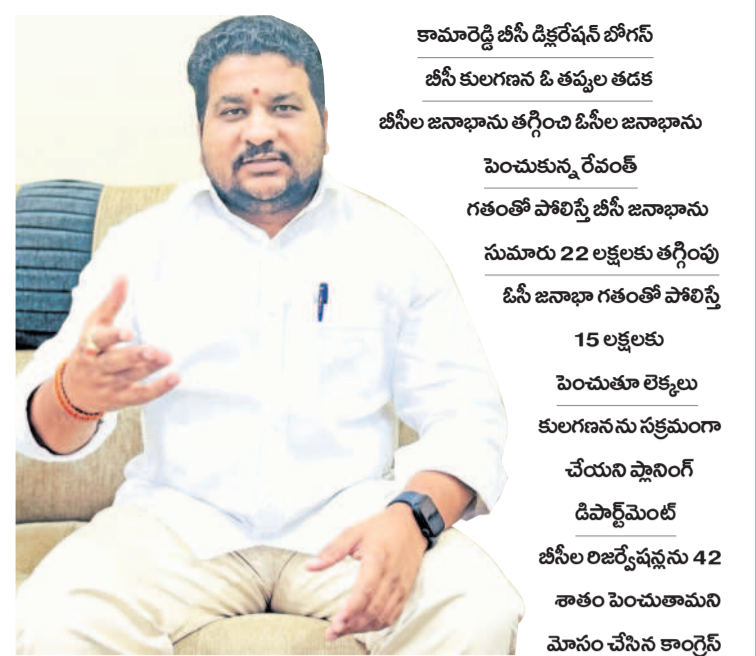 కామారెడ్డి బీసీ డిక్లరేషన్ బోగస్
బీసీ కులగణన ఓ తప్పుల తడక
బీసీల జనాభాను తగ్గించి ఓసీల జనాభాను
పెంచుకున్న రేవంత్
గతంతో పోలిస్తే బీసీ జనాభాను
సుమారు 22 లక్షలకు తగ్గింపు
ఓసీ జనాభా గతంతో పోలిస్తే
15 లక్షలకు
పెంచుతూ లెక్కలు
కులగణనను సక్రమంగా
చేయని ప్లానింగ్
డిపార్ట్‌మెంట్
బీసీల రిజర్వేషన్లను 42
శాతం పెంచుతామని
మోసం చేసిన కాంగ్రెస్